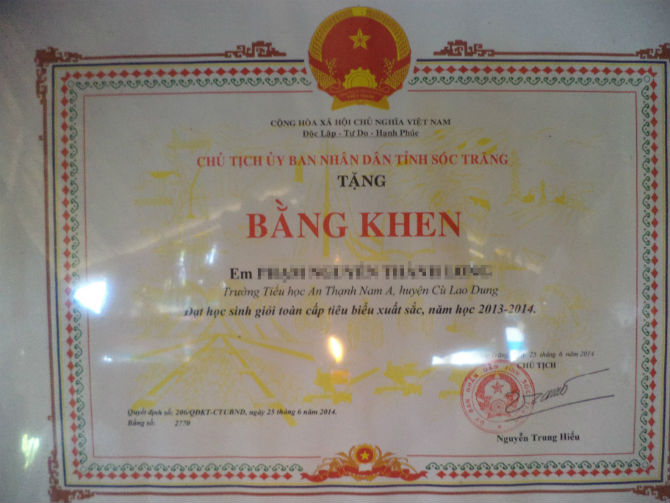 CỘNG HÒA XÃ HỘI CHỦ NGHĨA VIỆT NAM
Độc Lập - Tự Do - Hạnh Phúc
CHỦ TỊCH ỦY BAN NHÂN DÂN TỈNH SÓC TRĂNG
TẶNG
BẰNG KHEN
Em
Trường Tiểu học An Thạnh Nam A, huyện Cù Lao Dung
Đạt học sinh giỏi toàn cấp tiêu biểu xuất sắc, năm học 2013-2014.
25 tháng 6 năm 2014
CHỦ TỊCH
Quyết định số: 206/QĐKT-CTUBND, ngày 25 tháng 6 năm 2014.
Bằng số: 2770
Nguyễn Trung Hiếu